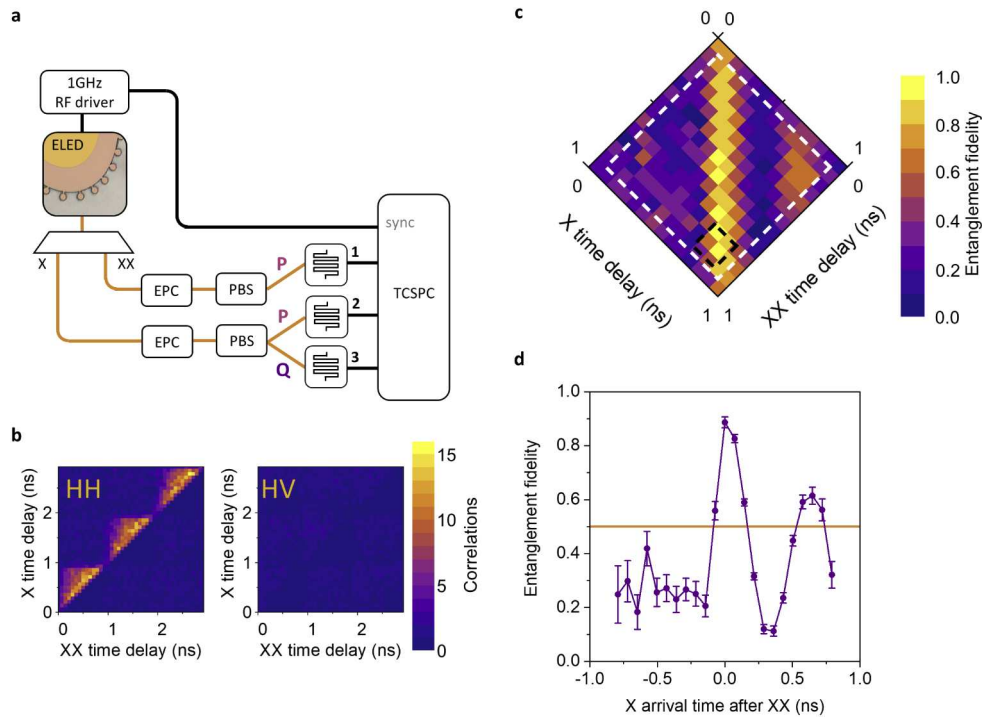 a
1GHz
RF driver
ELED
X
XX
EPC
PBS
P
EPC
PBS
P
Q
1
2
3
sync
TCSPC
b
HH
X time delay (ns)
3
2
1
0
0 1 2
XX time delay (ns)
HV
X time delay (ns)
3
2
1
0
0 1 2
XX time delay (ns)
15
10
5
0
Correlations
c
0 0
1
0
1
0
1 1
X time delay (ns)
XX time delay (ns)
1.0
0.8
0.6
0.4
0.2
0.0
Entanglement fidelity
d
1.0
0.8
0.6
0.4
0.2
0.0
Entanglement fidelity
-1.0 -0.5 0.0 0.5 1.0
X arrival time after XX (ns)